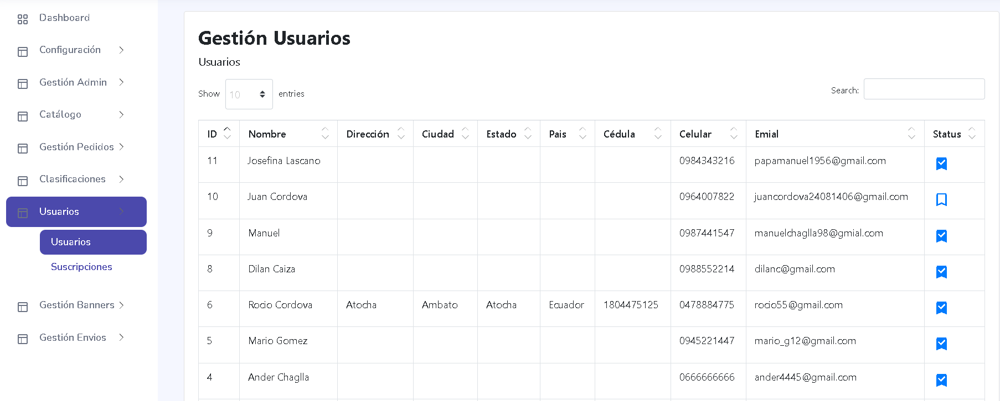 Dashboard
Configuración
Gestión Admin
Catálogo
Gestión Pedidos
Clasificaciones
Usuarios
Usuarios
Suscripciones
Gestión Banners
Gestión Envios
Gestión Usuarios
Usuarios
Show 10 entries
Search:
ID Nombre Dirección Ciudad Estado Pais Cédula Celular Emial Status
11 Josefina Lascano 0984343216 papamanuel1956@gmail.com
10 Juan Cordova 0964007822 juancordova24081406@gmail.com
9 Manuel 0987441547 manuelchaglla98@gmial.com
8 Dilan Caiza 0988552214 dilanc@gmail.com
6 Rocio Cordova Atocha Ambato Atocha Ecuador 1804475125 0478884775 rocio55@gmail.com
5 Mario Gomez 0945221447 mario_g12@gmail.com
4 Ander Chaglla 0666666666 ander4445@gmail.com